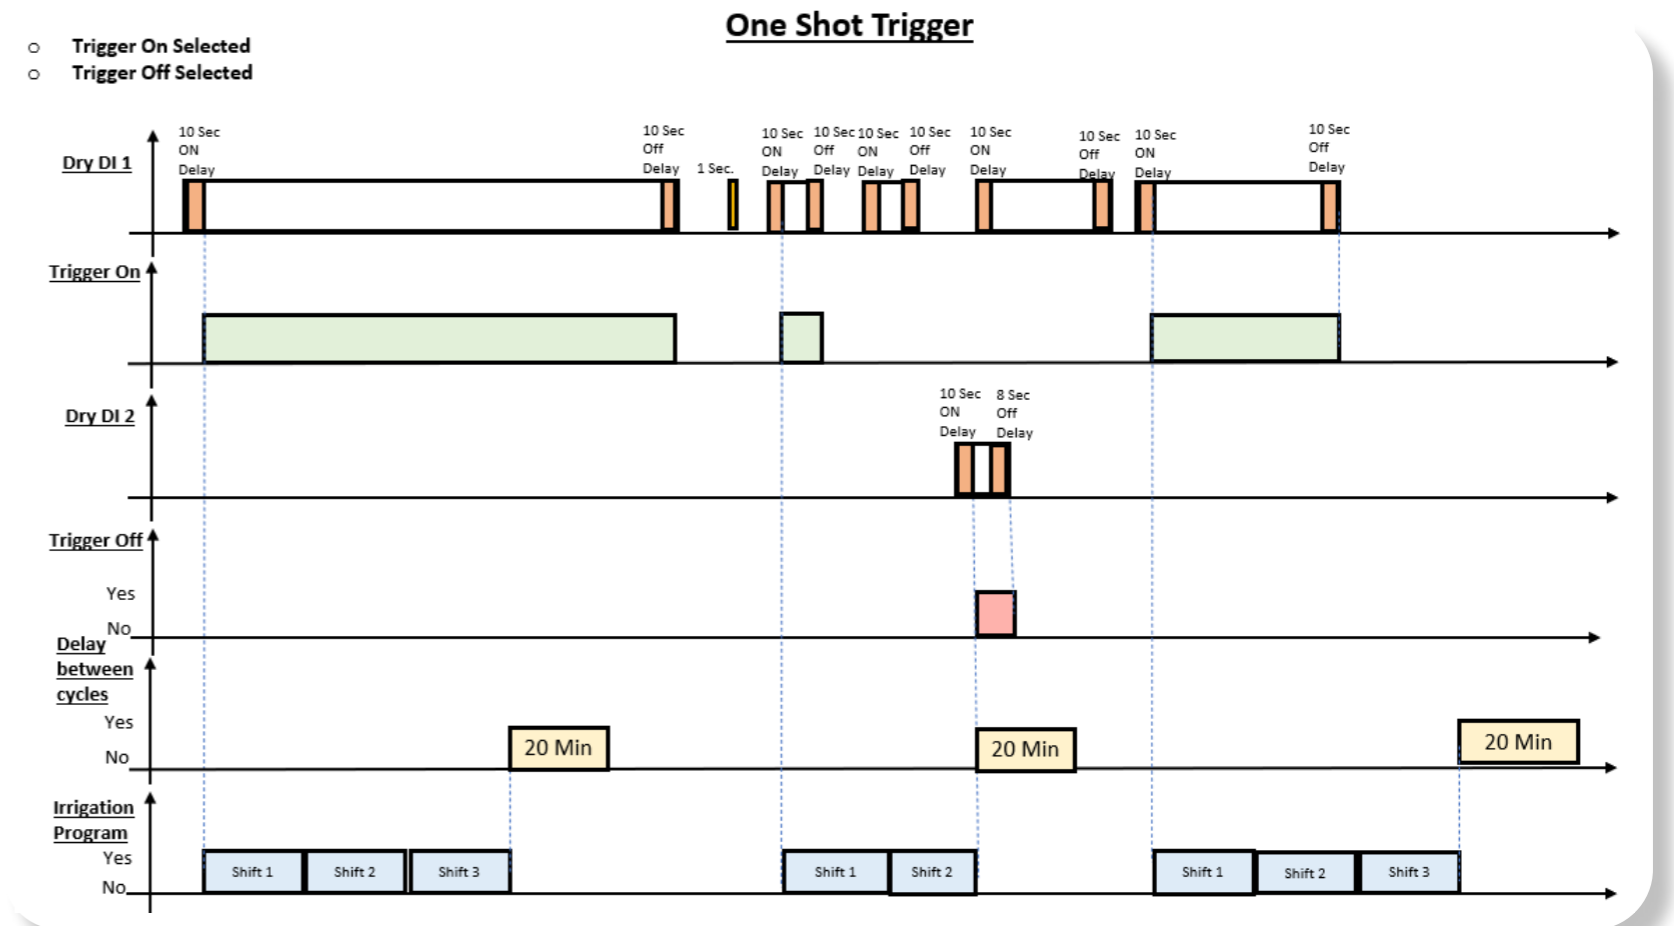 One Shot Trigger
o Trigger On Selected
o Trigger Off Selected
Dry DI 1
10 Sec
ON
Delay
10 Sec
Off
Delay
1 Sec.
10 Sec
ON
Delay
10 Sec
Off
Delay
10 Sec
ON
Delay
10 Sec
Off
Delay
10 Sec
ON
Delay
10 Sec
Off
Delay
10 Sec
ON
Delay
10 Sec
Off
Delay
Trigger On
Dry DI 2
10 Sec
ON
Delay
8 Sec
Off
Delay
Trigger Off
Yes
No
Delay
between
cycles
Yes
No
20 Min
20 Min
20 Min
Irrigation
Program
Yes
No
Shift 1
Shift 2
Shift 3
Shift 1
Shift 2
Shift 1
Shift 2
Shift 3